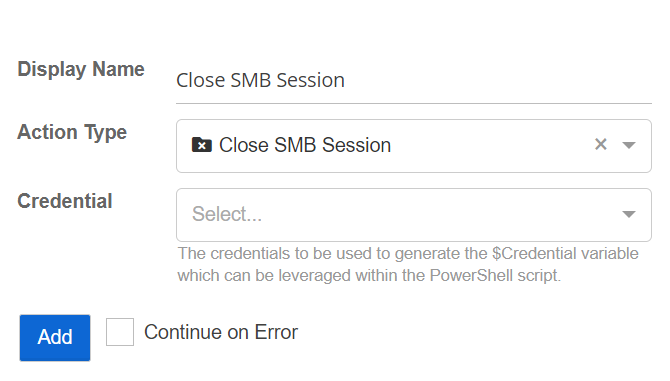 Display Name
Close SMB Session
Action Type
Close SMB Session
Credential
Select...
The credentials to be used to generate the $Credential variable
which can be leveraged within the PowerShell script.
Add
Continue on Error